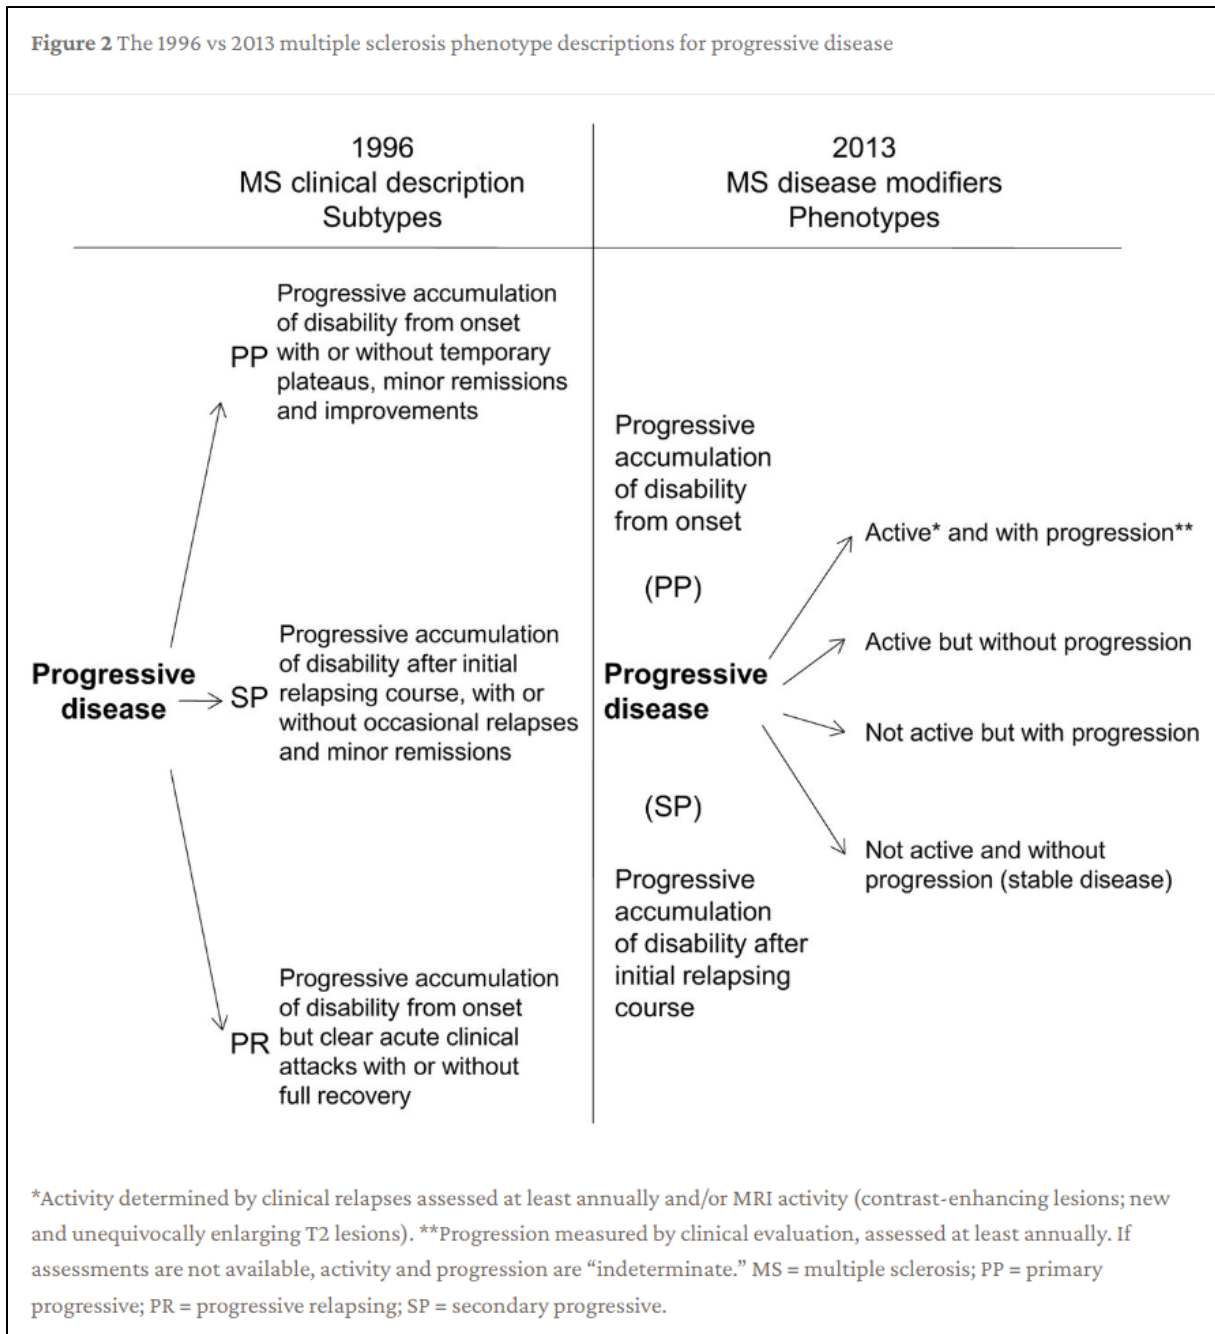 Figure 2 The 1996 vs 2013 multiple sclerosis phenotype descriptions for progressive disease
1996
MS clinical description
Subtypes
2013
MS disease modifiers
Phenotypes
Progressive
disease
PP
Progressive accumulation
of disability from onset
with or without temporary
plateaus, minor remissions
and improvements
SP
Progressive accumulation
of disability after initial
relapsing course, with or
without occasional relapses
and minor remissions
PR
Progressive accumulation
of disability from onset
but clear acute clinical
attacks with or without
full recovery
Progressive
accumulation
of disability
from onset
(PP)
Progressive
disease
(SP)
Progressive
accumulation
of disability after
initial relapsing
course
Active* and with progression**
Active but without progression
Not active but with progression
Not active and without
progression (stable disease)
*Activity determined by clinical relapses assessed at least annually and/or MRI activity (contrast-enhancing lesions; new
and unequivocally enlarging T2 lesions). **Progression measured by clinical evaluation, assessed at least annually. If
assessments are not available, activity and progression are “indeterminate.” MS = multiple sclerosis; PP = primary
progressive; PR = progressive relapsing; SP = secondary progressive.